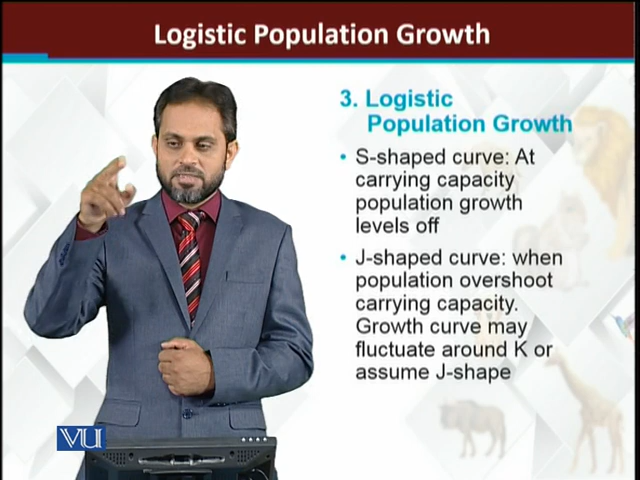 Logistic Population Growth
3. Logistic
Population Growth
• S-shaped curve: At
carrying capacity
population growth
levels off
• J-shaped curve: when
population overshoot
carrying capacity.
Growth curve may
fluctuate around K or
assume J-shape
VU